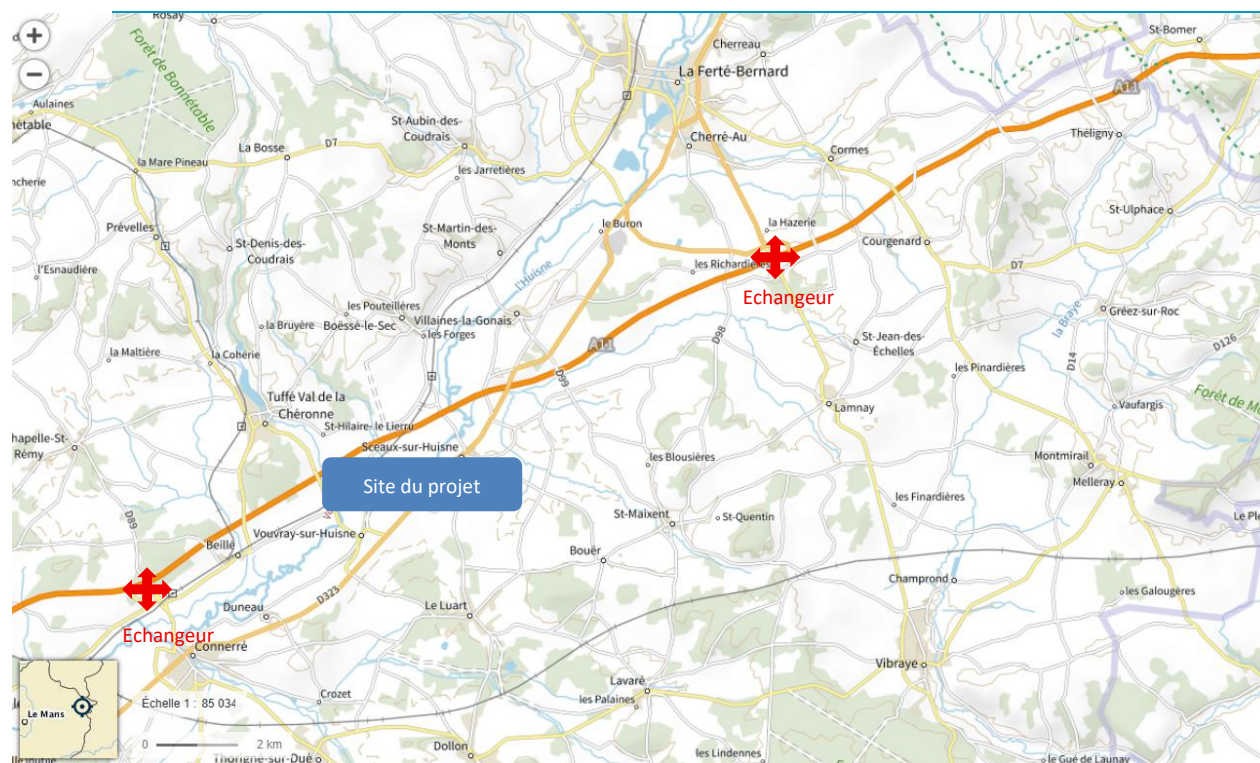 +
−
Rosay
Forêt de Bonnétable
Aulaines
nétable
la Mare Pineau
ncherie
La Bosse
D7
St-Aubin-des-
Coudrais
les Jarretières
Cherreau
La Ferté-Bernard
Cherré-Au
Cormes
St-Bomer
A11
Théligny
St-Ulphace
Prévelles
St-Denis-des-
Coudrais
St-Martin-des-
Monts
l'Huisne
le Buron
la Hazerie
les Richardières
Echangeur
Courgenard
D7
l'Esnaudière
les Pouteillères
Boëssé-le-Sec
les Forges
Villaines-la-Gonais
la Bruyère
la Maltière
la Cohérie
A11
D99
D98
St-Jean-des-
Échelles
la Braye
Gréez-sur-Roc
D126
D14
les Pinardières
Vaufargis
Forêt de M
Tuffé Val de la
Chéronne
St-Hilaire-le-Lierru
Sceaux-sur-Huisne
Lamnay
hapelle-St-
Rémy
Site du projet
les Blousières
Montmirail
Melleray
les Finardières
Le Ple
D89
Beillé
Vouvray-sur-Huisne
St-Maixent
St-Quentin
Bouër
Champrond
les Galougères
Echangeur
Duneau
D323
Le Luart
Connerré
Vibraye
Le Mans
Échelle 1 : 85 034
0
2 km
Crozet
Lavaré
les Palaines
Thorigné-sur-Dué
Dollon
les Lindennes
le Gué de Launay